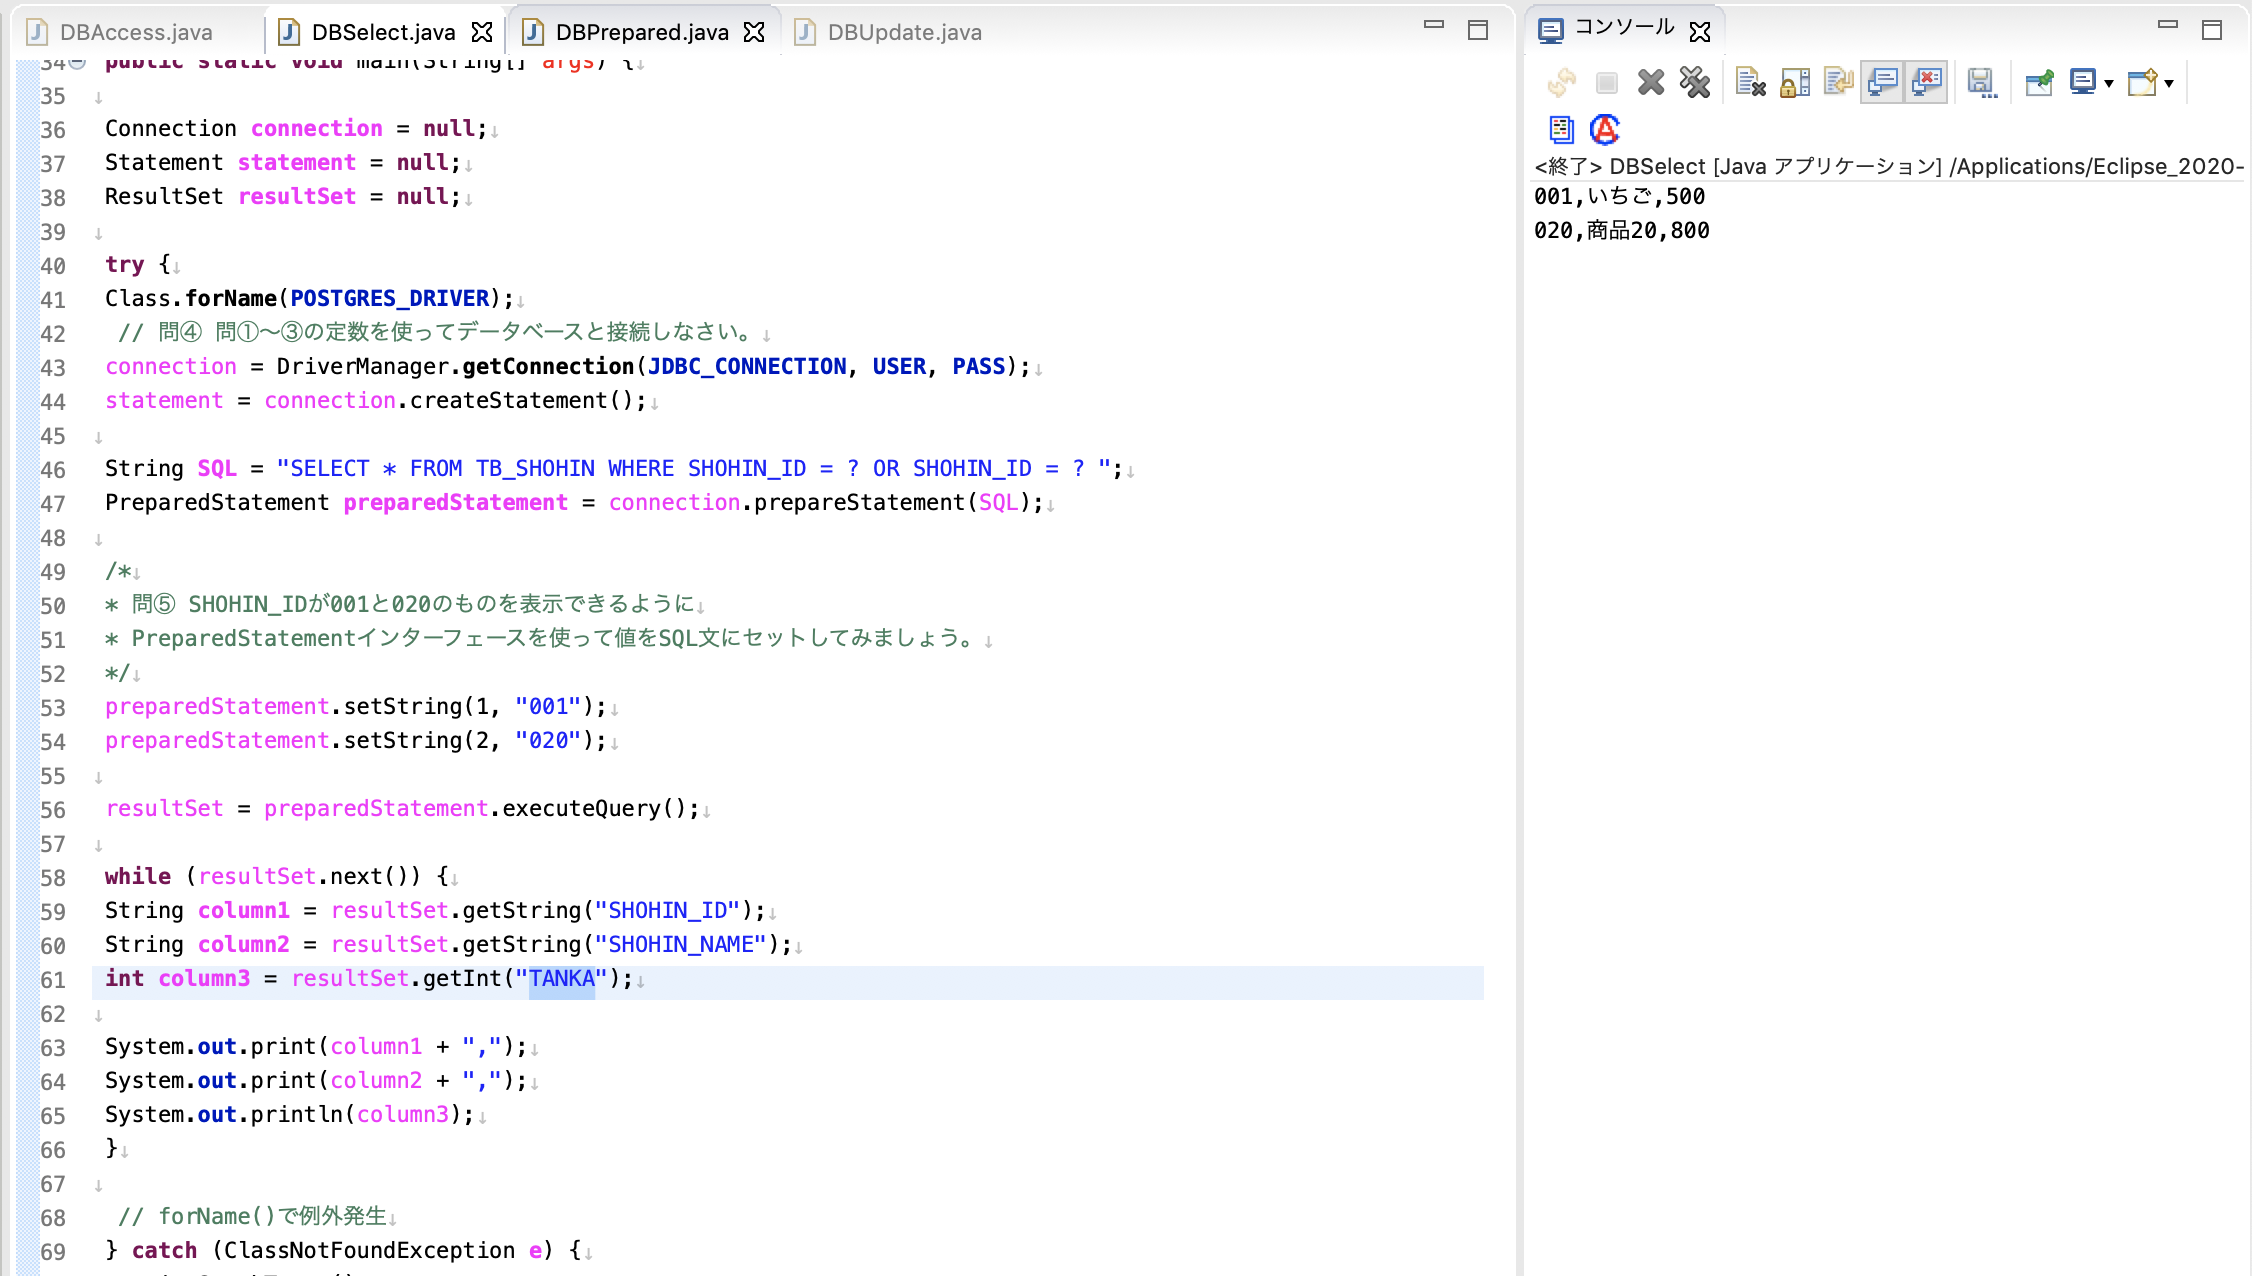 DBAccess.java
DBSelect.java
DBPrepared.java
DBUpdate.java
34 public static void main(String[] args) {
35
36 Connection connection = null;
37 Statement statement = null;
38 ResultSet resultSet = null;
39
40 try {
41 Class.forName(POSTGRES_DRIVER);
42 // 問④ 問①〜③の定数を使ってデータベースと接続しなさい。
43 connection = DriverManager.getConnection(JDBC_CONNECTION, USER, PASS);
44 statement = connection.createStatement();
45
46 String SQL = "SELECT * FROM TB_SHOHIN WHERE SHOHIN_ID = ? OR SHOHIN_ID = ? ";
47 PreparedStatement preparedStatement = connection.prepareStatement(SQL);
48
49 /*
50 * 問⑤ SHOHIN_IDが001と020のものを表示できるように
51 * PreparedStatementインターフェースを使って値をSQL文にセットしてみましょう。
52 */
53 preparedStatement.setString(1, "001");
54 preparedStatement.setString(2, "020");
55
56 resultSet = preparedStatement.executeQuery();
57
58 while (resultSet.next()) {
59 String column1 = resultSet.getString("SHOHIN_ID");
60 String column2 = resultSet.getString("SHOHIN_NAME");
61 int column3 = resultSet.getInt("TANKA");
62
63 System.out.print(column1 + ",");
64 System.out.print(column2 + ",");
65 System.out.println(column3);
66 }
67
68 // forName()で例外発生
69 } catch (ClassNotFoundException e) {
コンソール
<終了> DBSelect [Java アプリケーション] /Applications/Eclipse_2020-
001,いちご,500
020,商品20,800